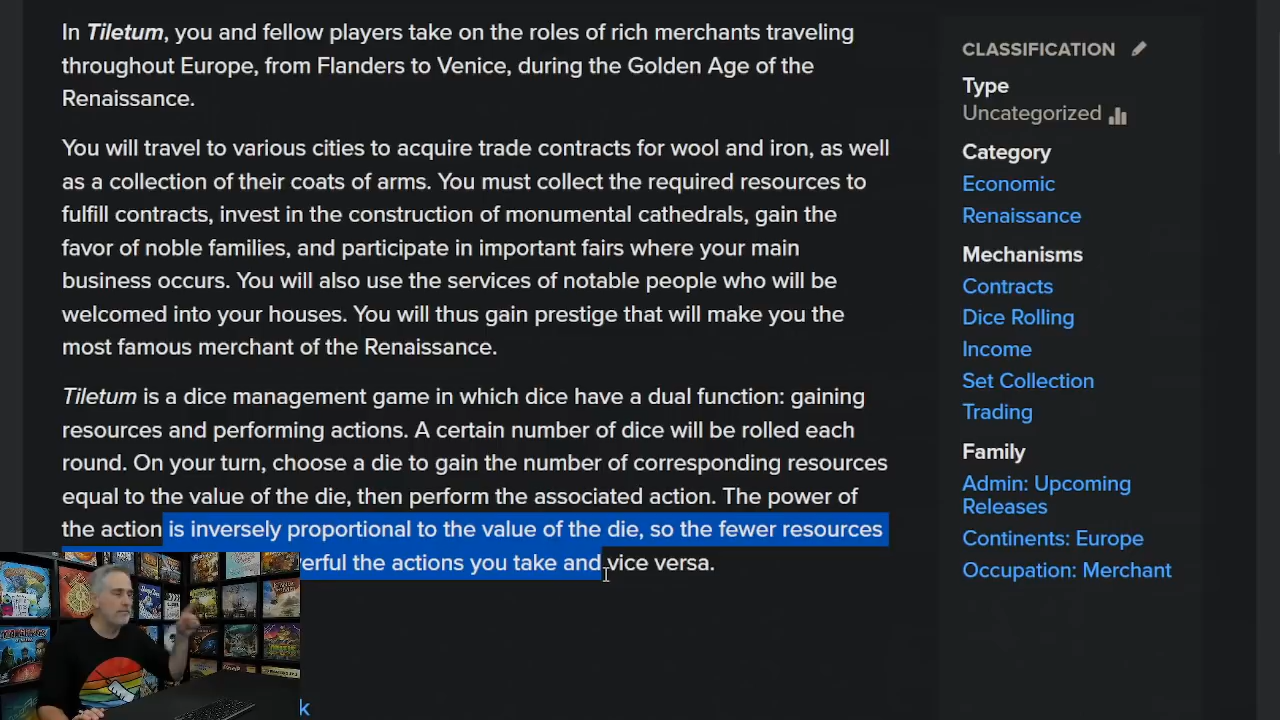 In Tiletum, you and fellow players take on the roles of rich merchants traveling
throughout Europe, from Flanders to Venice, during the Golden Age of the
Renaissance.
You will travel to various cities to acquire trade contracts for wool and iron, as well
as a collection of their coats of arms. You must collect the required resources to
fulfill contracts, invest in the construction of monumental cathedrals, gain the
favor of noble families, and participate in important fairs where your main
business occurs. You will also use the services of notable people who will be
welcomed into your houses. You will thus gain prestige that will make you the
most famous merchant of the Renaissance.
Tiletum is a dice management game in which dice have a dual function: gaining
resources and performing actions. A certain number of dice will be rolled each
round. On your turn, choose a die to gain the number of corresponding resources
equal to the value of the die, then perform the associated action. The power of
the action is inversely proportional to the value of the die, so the fewer resources
erful the actions you take and vice versa.
k
CLASSIFICATION
Type
Uncategorized
Category
Economic
Renaissance
Mechanisms
Contracts
Dice Rolling
Income
Set Collection
Trading
Family
Admin: Upcoming
Releases
Continents: Europe
Occupation: Merchant